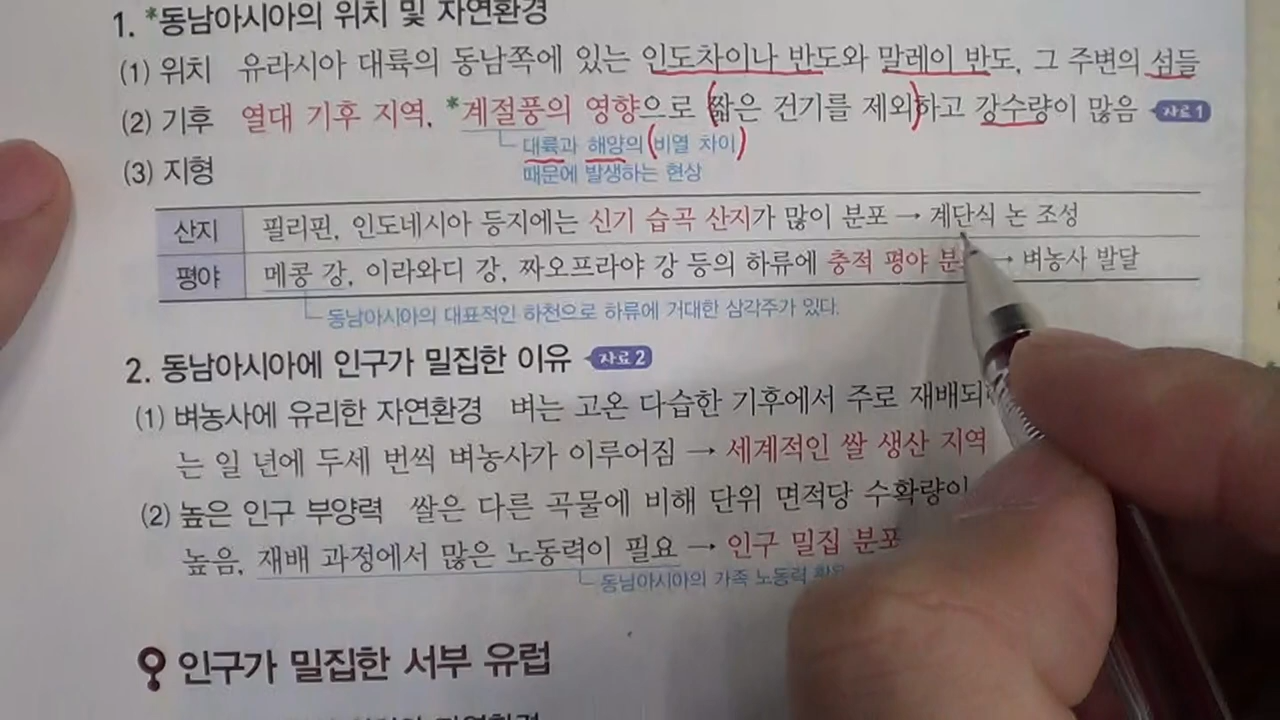 1. *동남아시아의 위치 및 자연환경
(1) 위치 유라시아 대륙의 동남쪽에 있는 인도차이나 반도와 말레이 반도, 그 주변의 섬들
(2) 기후 열대 기후 지역, *계절풍의 영향으로 (짧은 건기를 제외)하고 강수량이 많음 자료1
대륙과 해양의 (비열 차이)
때문에 발생하는 현상
(3) 지형
산지 필리핀, 인도네시아 등지에는 신기 습곡 산지가 많이 분포 → 계단식 논 조성
평야 메콩 강, 이라와디 강, 짜오프라야 강 등의 하류에 충적 평야 → 벼농사 발달
동남아시아의 대표적인 하천으로 하류에 거대한 삼각주가 있다.
2. 동남아시아에 인구가 밀집한 이유 자료2
(1) 벼농사에 유리한 자연환경 벼는 고온 다습한 기후에서 주로
는 일 년에 두세 번씩 벼농사가 이루어짐 → 세계적인 쌀 생산 지역
(2) 높은 인구 부양력 쌀은 다른 곡물에 비해 단위 면적당 수확량이
높음, 재배 과정에서 많은 노동력이 필요 → 인구 밀집 분포
동남아시아의 가족 노동력
인구가 밀집한 서부 유럽